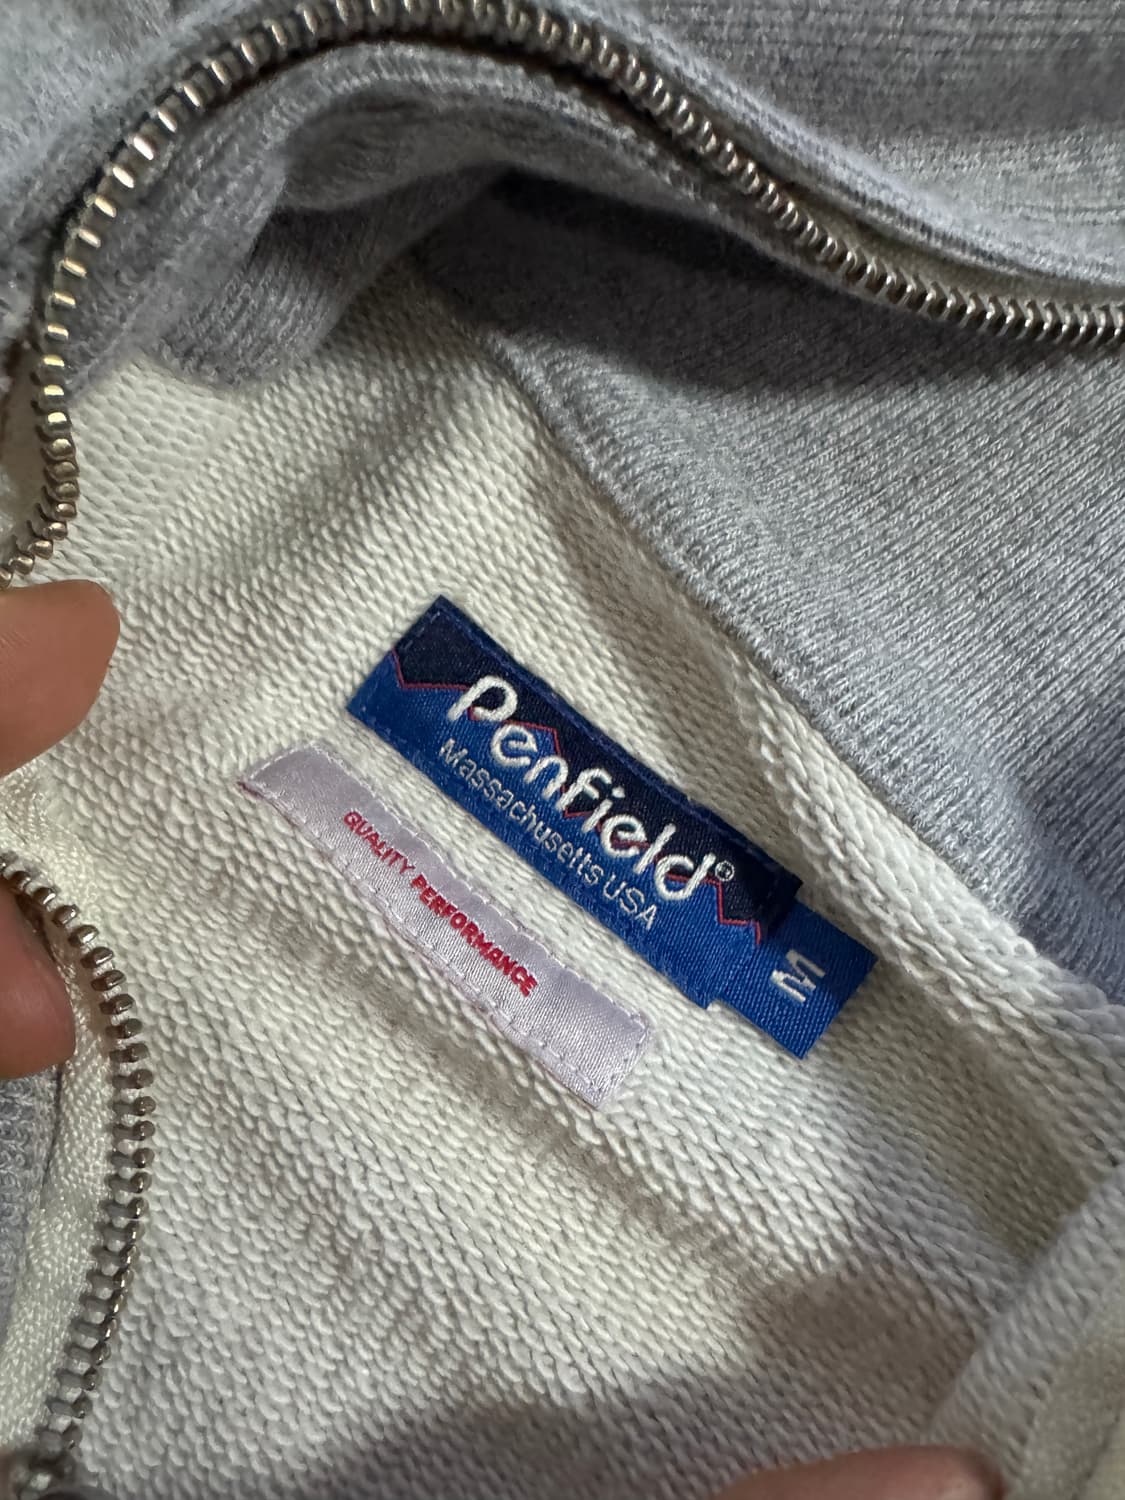 Penfield®
Massachusetts USA
M
QUALITY PERFORMANCE